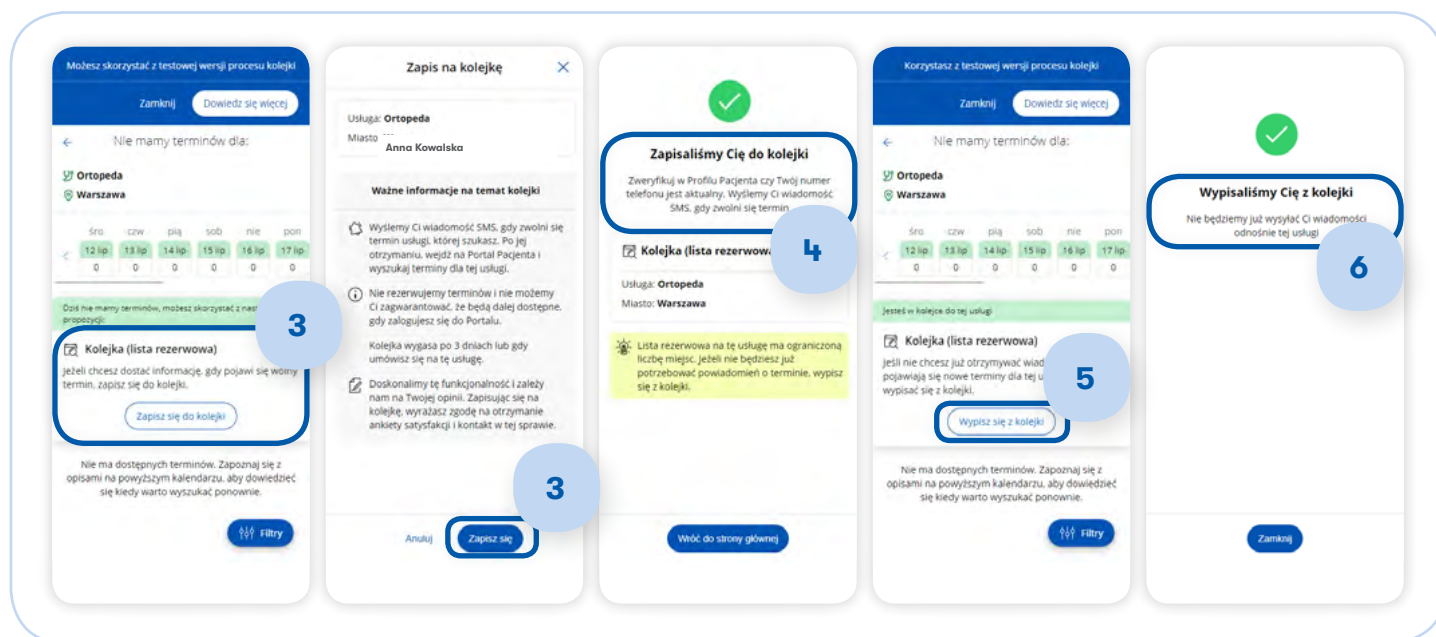 Możesz skorzystać z testowej wersji procesu kolejki
Zamknij
Dowiedz się więcej
Nie mamy terminów dla:
Ortopeda
Warszawa
śro czw pią sob nie pon
12 lip 13 lip 14 lip 15 lip 16 lip 17 lip
0 0 0 0 0 0
Dziś nie mamy terminów, możesz skorzystać z
propozycji:
3
Kolejka (lista rezerwowa)
Jeżeli chcesz dostać informację, gdy pojawi się wolny
termin, zapisz się do kolejki.
Zapisz się do kolejki
Nie ma dostępnych terminów. Zapoznaj się z
opisami na powyższym kalendarzu, aby dowiedzieć
się kiedy warto wyszukać ponownie.
Filtry
Zapis na kolejkę
Usługa: Ortopeda
Miasto
Anna Kowalska
Ważne informacje na temat kolejki
Wyślemy Ci wiadomość SMS, gdy zwolni się
termin usługi, której szukasz. Po jej
otrzymaniu, wejdź na Portal Pacjenta i
wyszukaj terminy dla tej usługi.
Nie rezerwujemy terminów i nie możemy
Ci zagwarantować, że będą dalej dostępne,
gdy zalogujesz się do Portalu.
Kolejka wygasa po 3 dniach lub gdy
umówisz się na tę usługę.
Doskonalimy tę funkcjonalność i zależy
nam na Twojej opinii. Zapisując się na
kolejkę, wyrażasz zgodę na otrzymanie
ankiety satysfakcji i kontakt w tej sprawie.
3
Anuluj
Zapisz się
Zapisaliśmy Cię do kolejki
Zweryfikuj w Profilu Pacjenta czy Twój numer
telefonu jest aktualny. Wyślemy Ci wiadomość
SMS, gdy zwolni się termin
4
Kolejka (lista rezerwowa
Usługa: Ortopeda
Miasto: Warszawa
Lista rezerwowa na tę usługę ma ograniczoną
liczbę miejsc. Jeżeli nie będziesz już
potrzebować powiadomień o terminie, wypisz
się z kolejki.
Wróć do strony głównej
Korzystasz z testowej wersji procesu kolejki
Zamknij
Dowiedz się więcej
Nie mamy terminów dla:
Ortopeda
Warszawa
śro czw pią sob nie pon
12 lip 13 lip 14 lip 15 lip 16 lip 17 lip
0 0 0 0 0 0
Jesteś w kolejce do tej usługi
Kolejka (lista rezerwowa)
Jeśli nie chcesz już otrzymywać
pojawiają się nowe terminy dla tej
wypisać się z kolejki.
5
Wypisz się z kolejki
Nie ma dostępnych terminów. Zapoznaj się z
opisami na powyższym kalendarzu, aby dowiedzieć
się kiedy warto wyszukać ponownie.
Filtry
Wypisaliśmy Cię z kolejki
Nie będziemy już wysyłać Ci wiadomości
odnośnie tej usługi
6
Zamknij